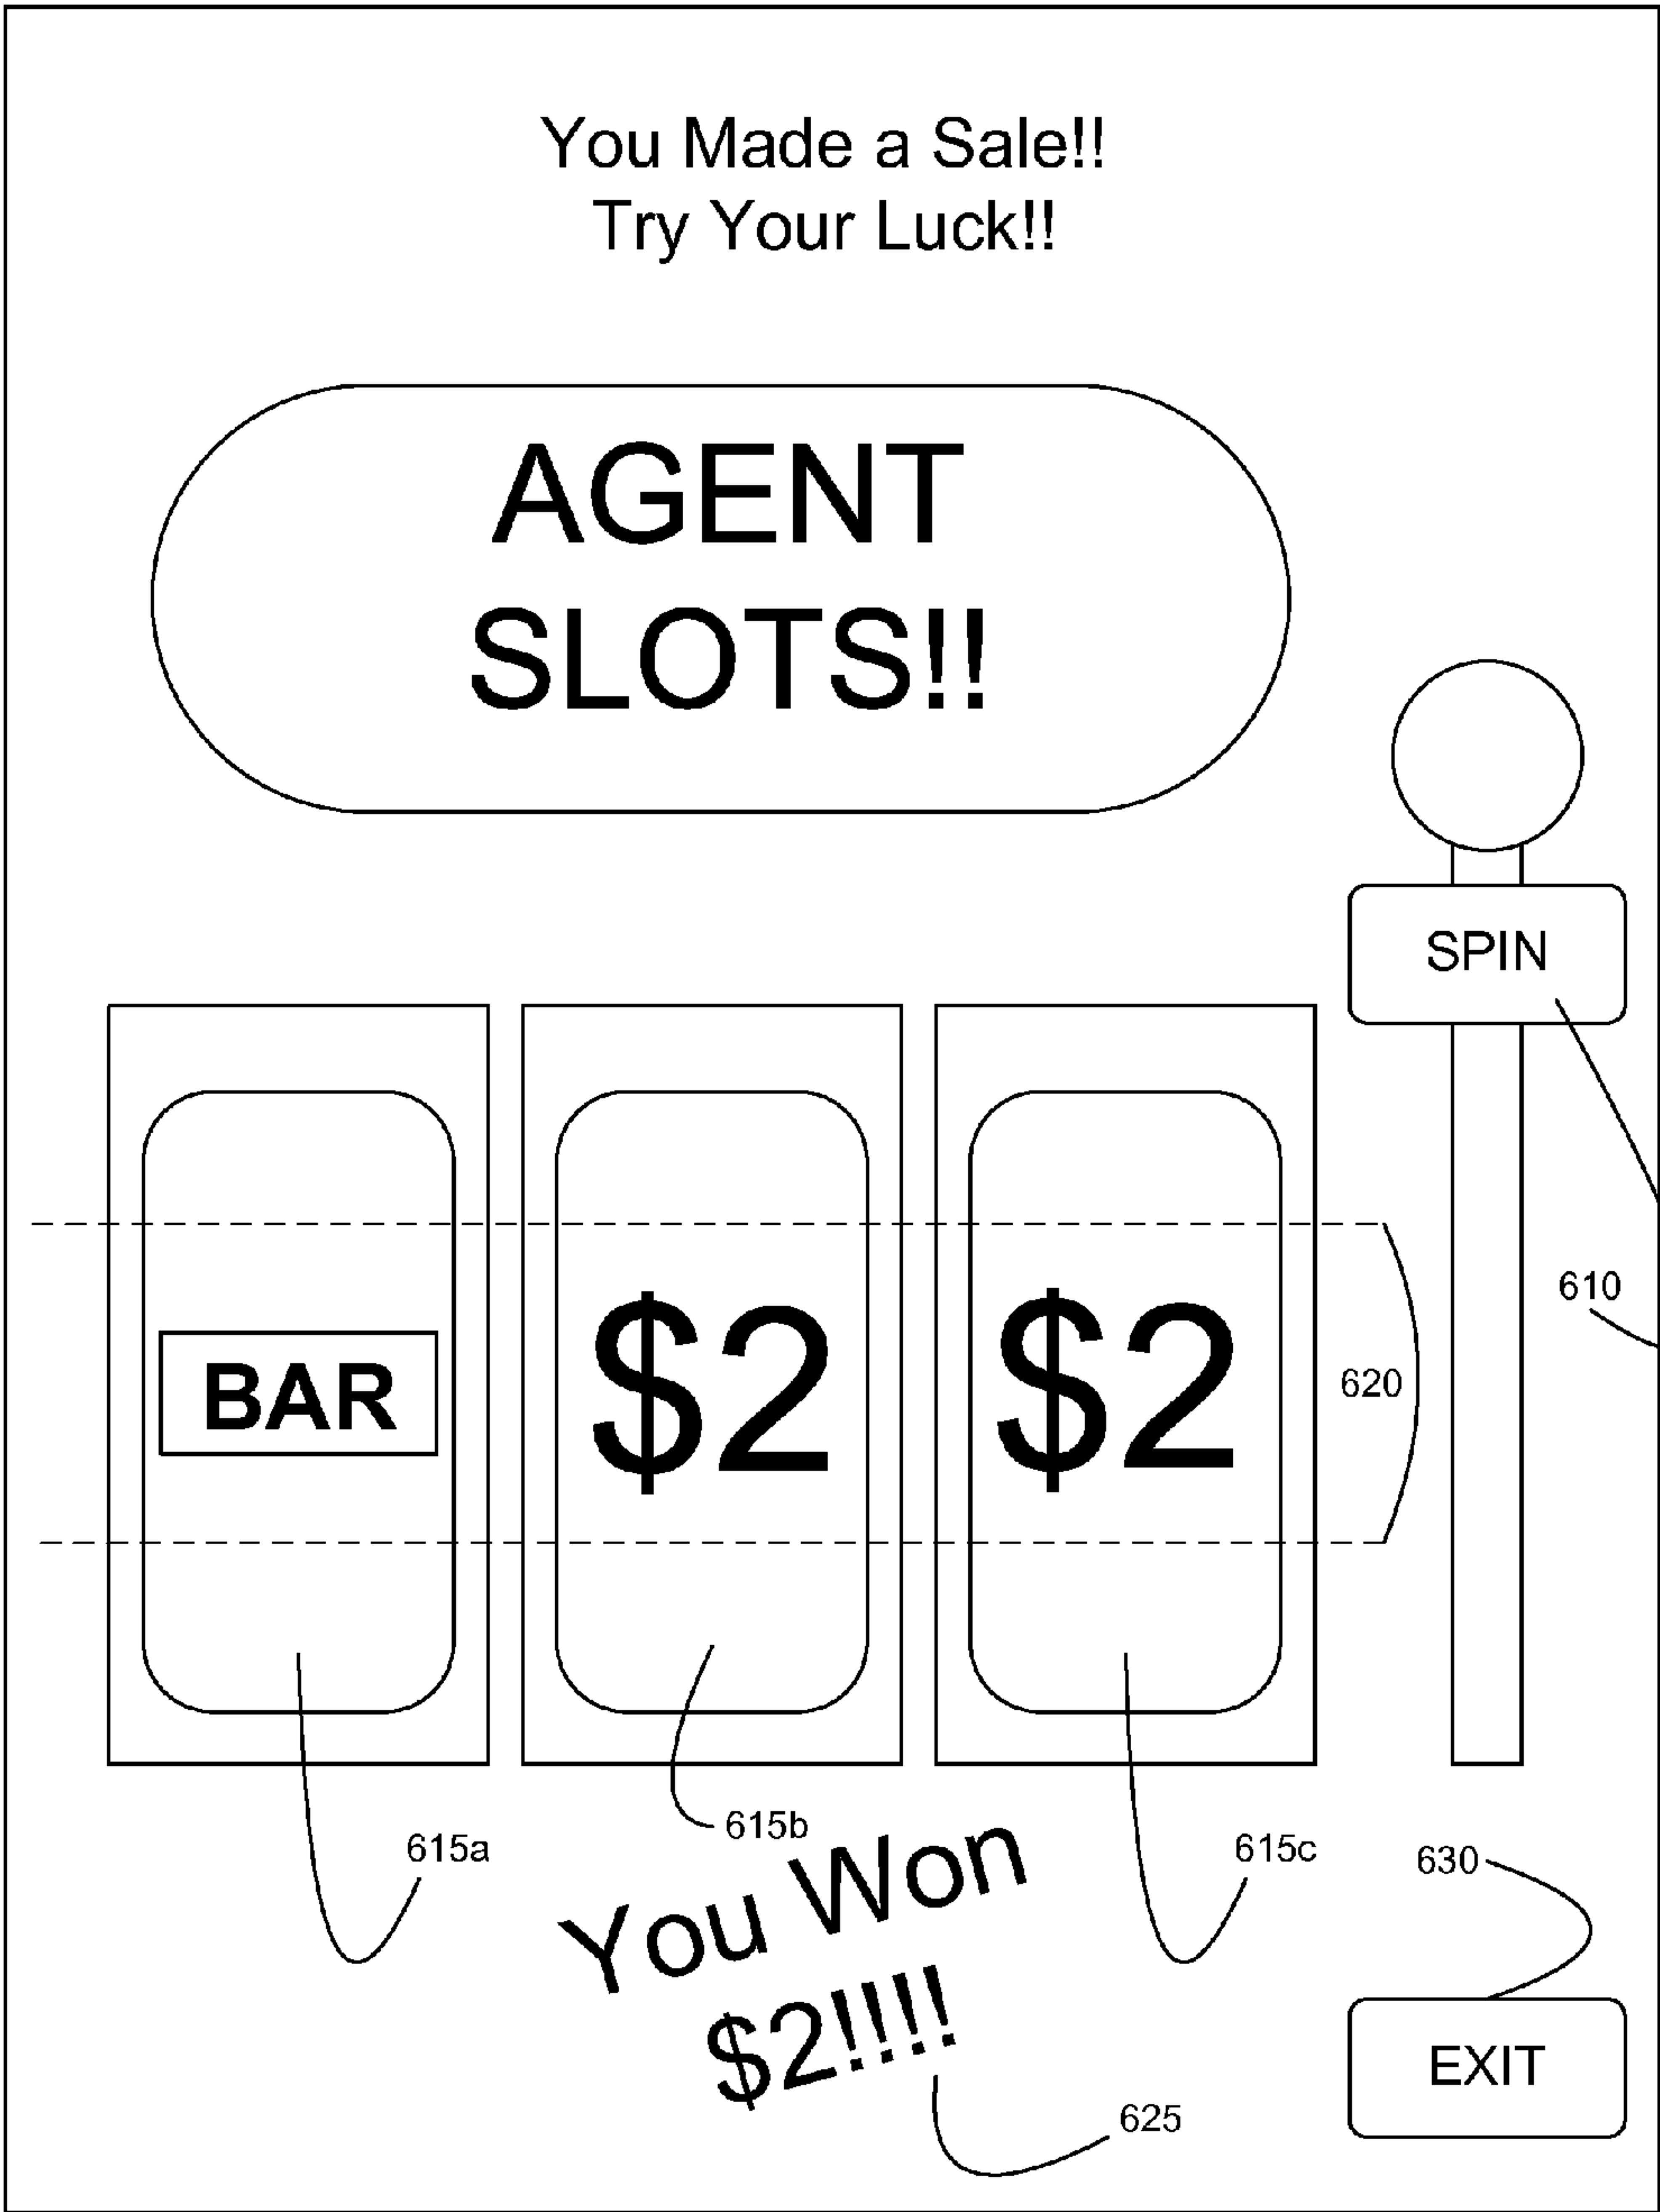 You Made a Sale!!
Try Your Luck!!
AGENT
SLOTS!!
SPIN
610
BAR
$2
$2
620
615a
615b
615c
630
You Won
$2!!!!
EXIT
625